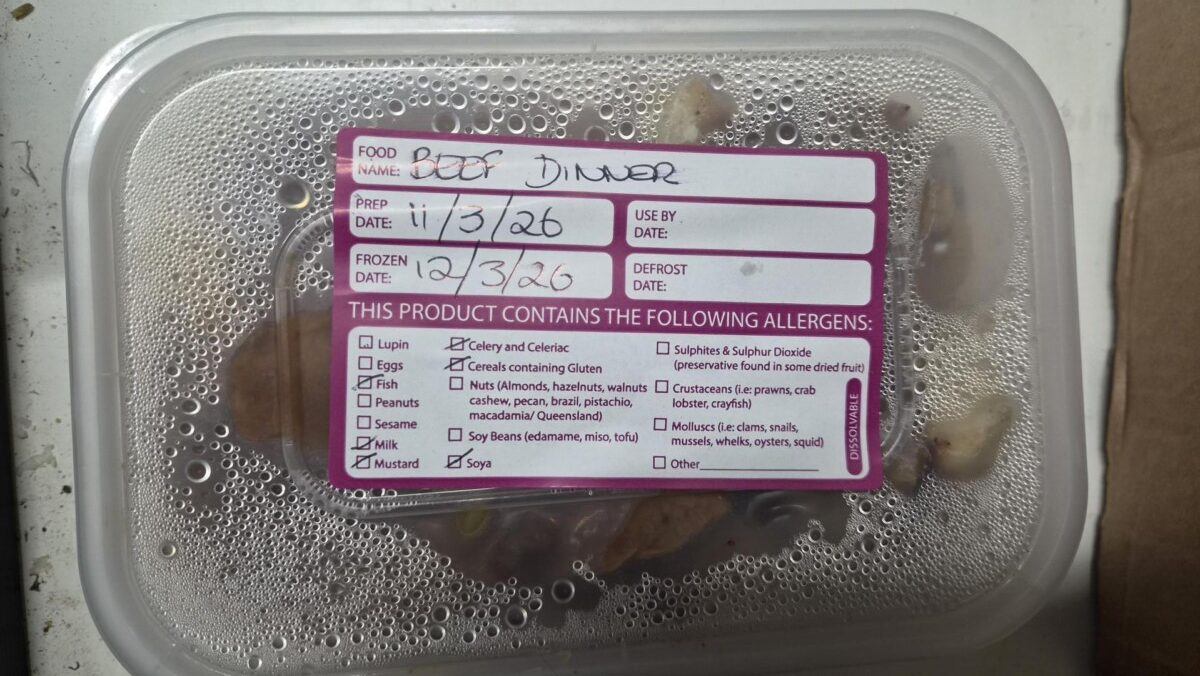 FOOD NAME: BEEF DINNER
PREP DATE: 11/3/26
USE BY DATE:
FROZEN DATE: 12/3/26
DEFROST DATE:
THIS PRODUCT CONTAINS THE FOLLOWING ALLERGENS:
Lupin
Eggs
Fish
Peanuts
Sesame
Milk
Mustard
Celery and Celeriac
Cereals containing Gluten
Nuts (Almonds, hazelnuts, walnuts
cashew, pecan, brazil, pistachio,
macadamia/ Queensland)
Soy Beans (edamame, miso, tofu)
Soya
Sulphites & Sulphur Dioxide
(preservative found in some dried fruit)
Crustaceans (i.e: prawns, crab
lobster, crayfish)
Molluscs (i.e: clams, snails,
mussels, whelks, oysters, squid)
Other
DISSOLVABLE